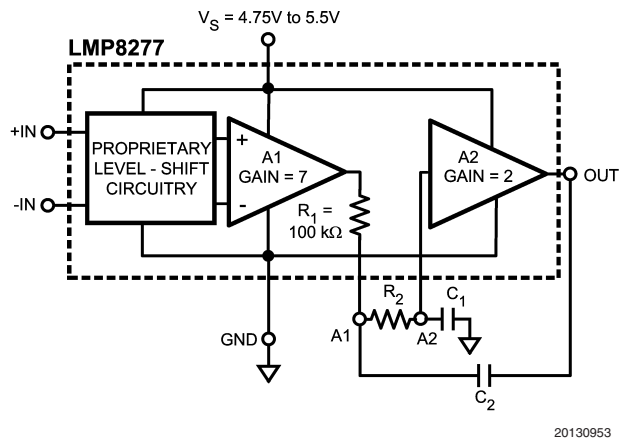 V_S = 4.75V to 5.5V
LMP8277
+IN
-IN
PROPRIETARY
LEVEL - SHIFT
CIRCUITRY
+
-
A1
GAIN = 7
A2
GAIN = 2
OUT
R_1 =
100 kΩ
R_2
C_1
A1
A2
GND
C_2
20130953